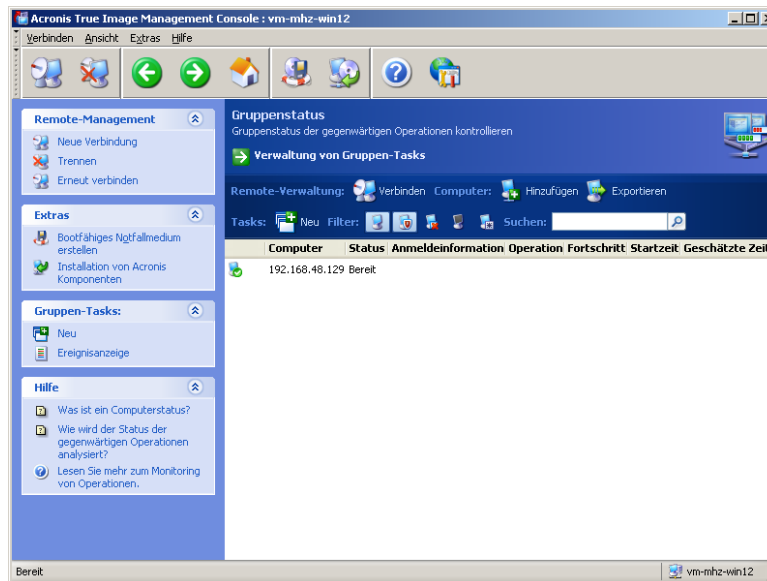 Acronis True Image Management Console : vm-mhz-win12
Verbinden Ansicht Extras Hilfe
Remote-Management
Neue Verbindung
Trennen
Erneut verbinden
Extras
Bootfähiges Notfallmedium
erstellen
Installation von Acronis
Komponenten
Gruppen-Tasks:
Neu
Ereignisanzeige
Hilfe
Was ist ein Computerstatus?
Wie wird der Status der
gegenwärtigen Operationen
analysiert?
Lesen Sie mehr zum Monitoring
von Operationen.
Gruppenstatus
Gruppenstatus der gegenwärtigen Operationen kontrollieren
Verwaltung von Gruppen-Tasks
Remote-Verwaltung: Verbinden Computer: Hinzufügen Exportieren
Tasks: Neu Filter: Suchen:
Computer Status Anmeldeinformation Operation Fortschritt Startzeit Geschätzte Zeit
192.168.48.129 Bereit
Bereit
vm-mhz-win12